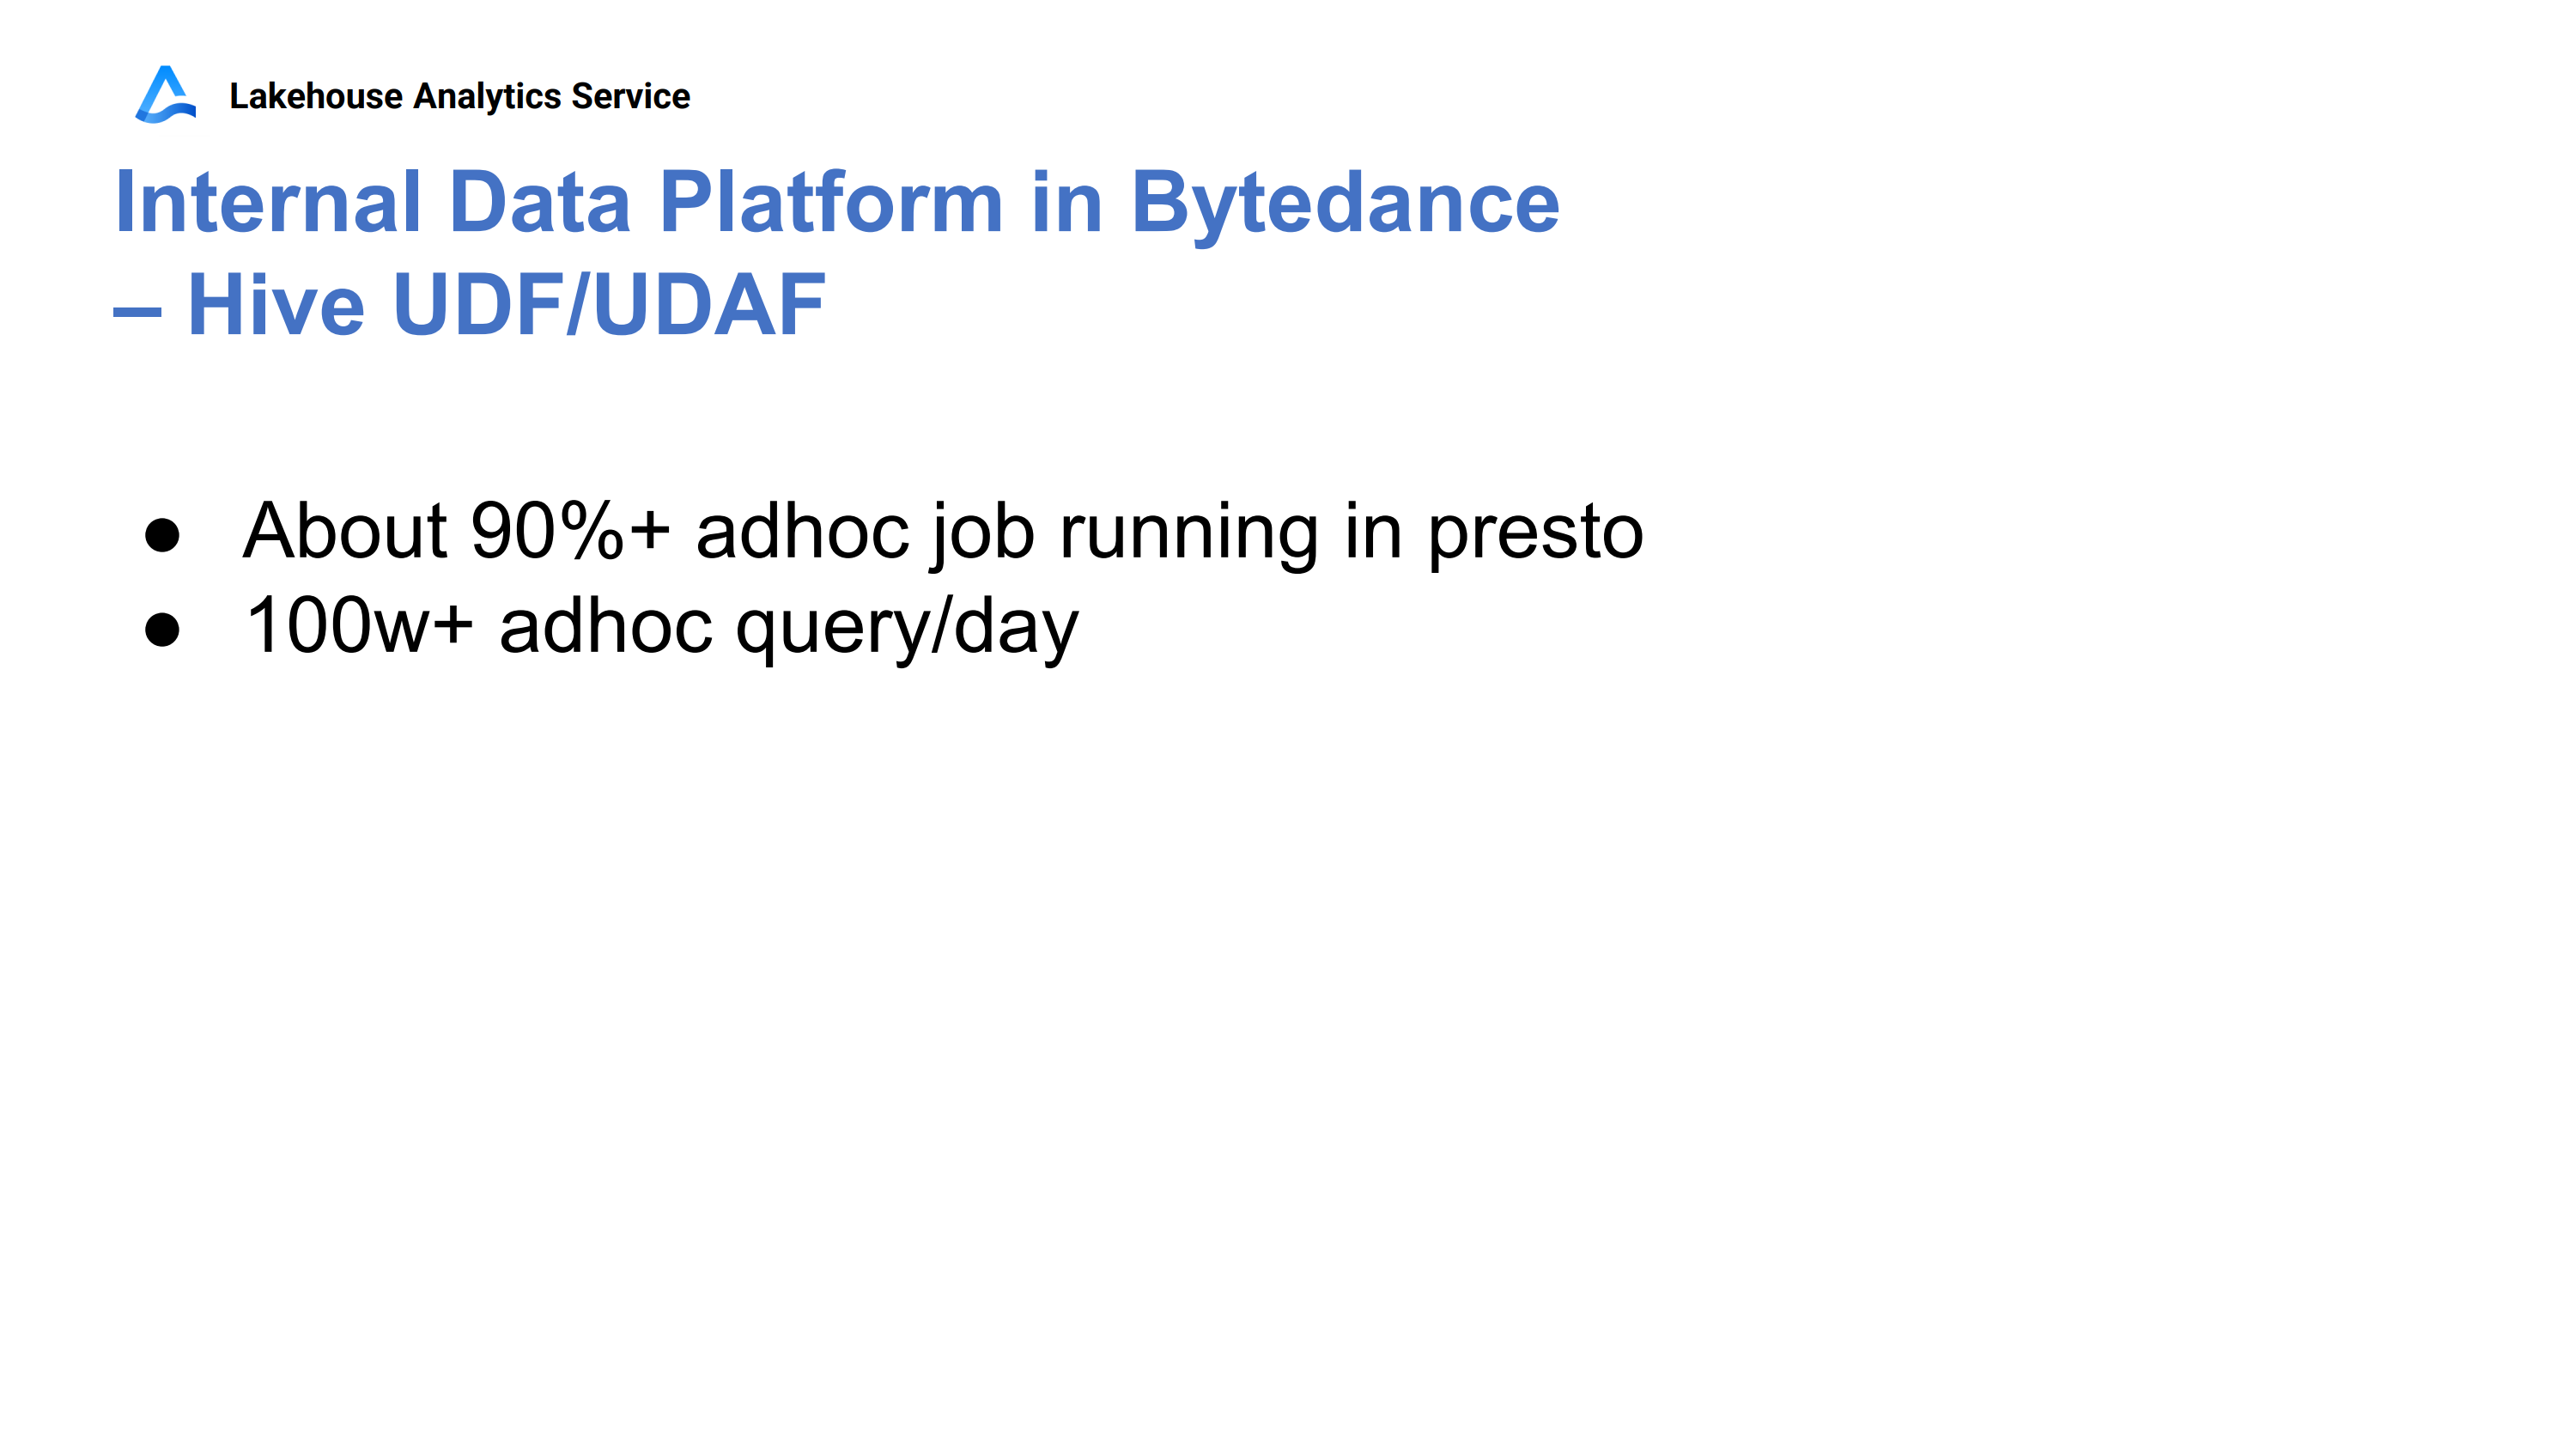 Lakehouse Analytics Service
Internal Data Platform in Bytedance
– Hive UDF/UDAF
● About 90%+ adhoc job running in presto
● 100w+ adhoc query/day